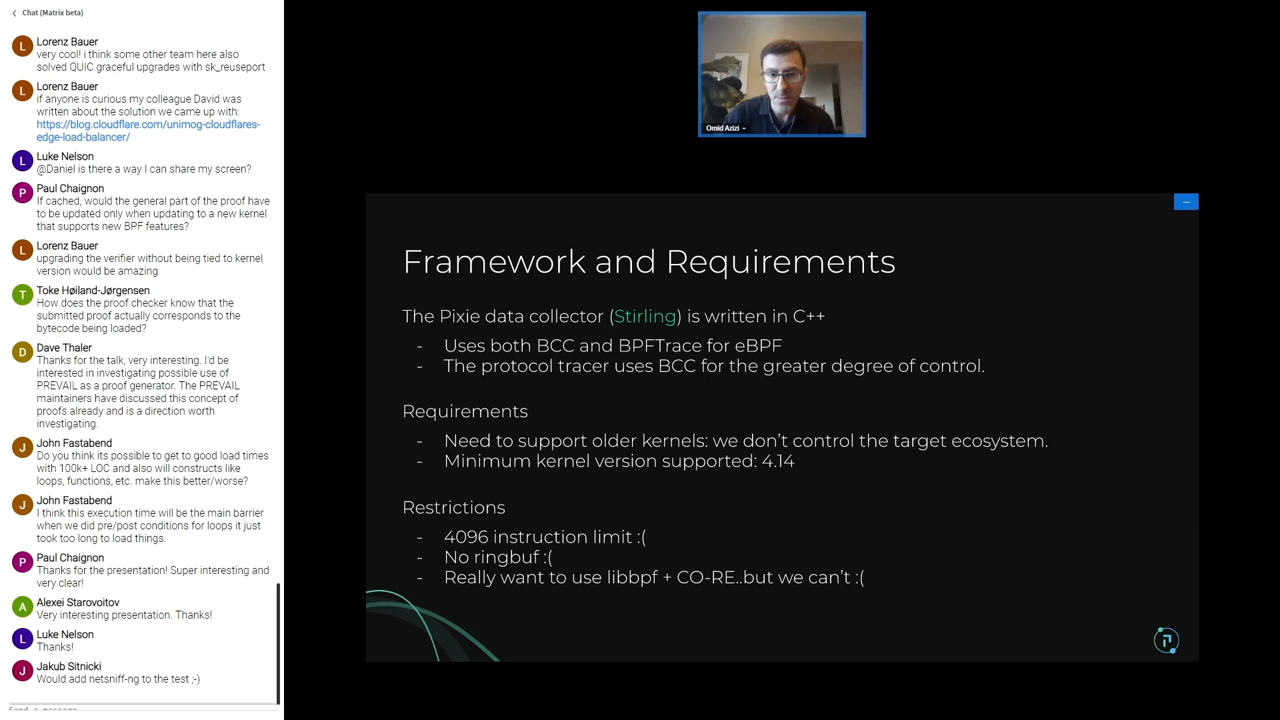 Chat (Matrix beta)
L
Lorenz Bauer
very cool! i think some other team here also
solved QUIC graceful upgrades with sk_reuseport
L
Lorenz Bauer
if anyone is curious my colleague David was
written about the solution we came up with:
https://blog.cloudflare.com/unimog-cloudflares-
edge-load-balancer/
L
Luke Nelson
@Daniel is there a way I can share my screen?
P
Paul Chaignon
If cached, would the general part of the proof have
to be updated only when updating to a new kernel
that supports new BPF features?
L
Lorenz Bauer
upgrading the verifier without being tied to kernel
version would be amazing
T
Toke Høiland-Jørgensen
How does the proof checker know that the
submitted proof actually corresponds to the
bytecode being loaded?
D
Dave Thaler
Thanks for the talk, very interesting. I'd be
interested in investigating possible use of
PREVAIL as a proof generator. The PREVAIL
maintainers have discussed this concept of
proofs already and is a direction worth
investigating.
J
John Fastabend
Do you think its possible to get to good load times
with 100k+ LOC and also will constructs like
loops, functions, etc. make this better/worse?
J
John Fastabend
I think this execution time will be the main barrier
when we did pre/post conditions for loops it just
took too long to load things.
P
Paul Chaignon
Thanks for the presentation! Super interesting and
very clear!
A
Alexei Starovoitov
Very interesting presentation. Thanks!
L
Luke Nelson
Thanks!
J
Jakub Sitnicki
Would add netsniff-ng to the test ;-)
Send a message
Omid Azizi
Framework and Requirements
The Pixie data collector (Stirling) is written in C++
- Uses both BCC and BPFTrace for eBPF
- The protocol tracer uses BCC for the greater degree of control.
Requirements
- Need to support older kernels: we don't control the target ecosystem.
- Minimum kernel version supported: 4.14
Restrictions
- 4096 instruction limit :(
- No ringbuf :(
- Really want to use libbpf + CO-RE..but we can't :(